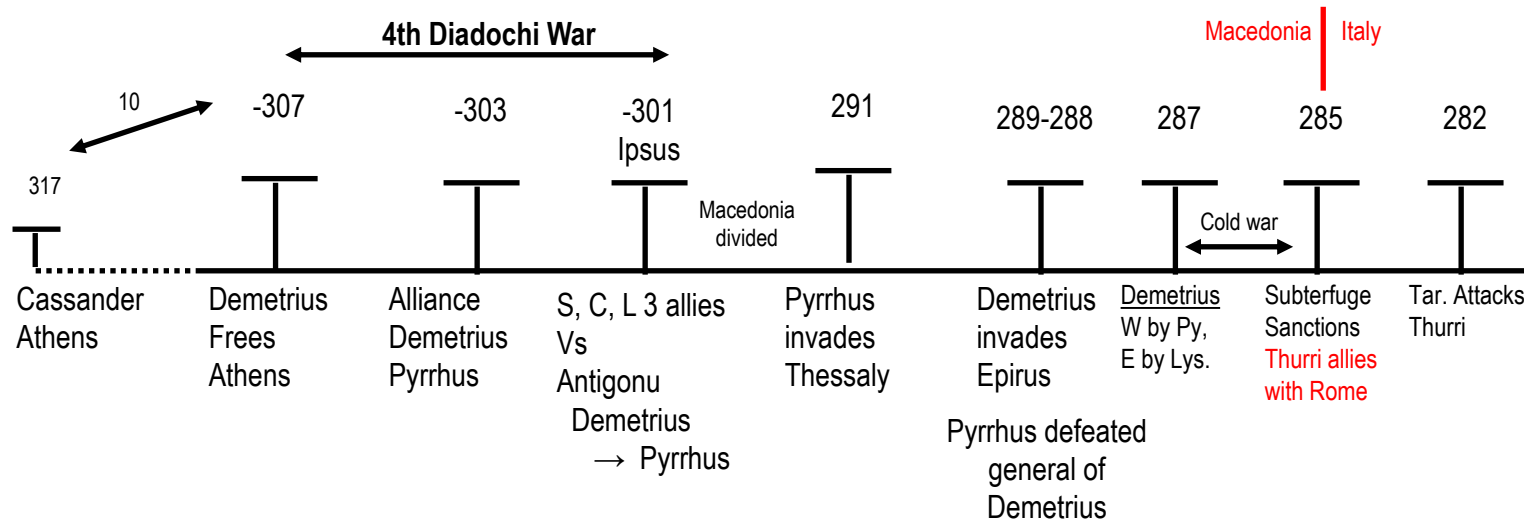 4th Diadochi War
Macedonia
Italy
10
317
-307
-303
-301
Ipsus
291
289-288
287
285
282
Macedonia
divided
Cold war
Cassander
Athens
Demetrius
Frees
Athens
Alliance
Demetrius
Pyrrhus
S, C, L 3 allies
Vs
Antigonu
Demetrius
→ Pyrrhus
Pyrrhus
invades
Thessaly
Demetrius
invades
Epirus
Pyrrhus defeated
general of
Demetrius
Demetrius
W by Py,
E by Lys.
Subterfuge
Sanctions
Thurri allies
with Rome
Tar. Attacks
Thurri